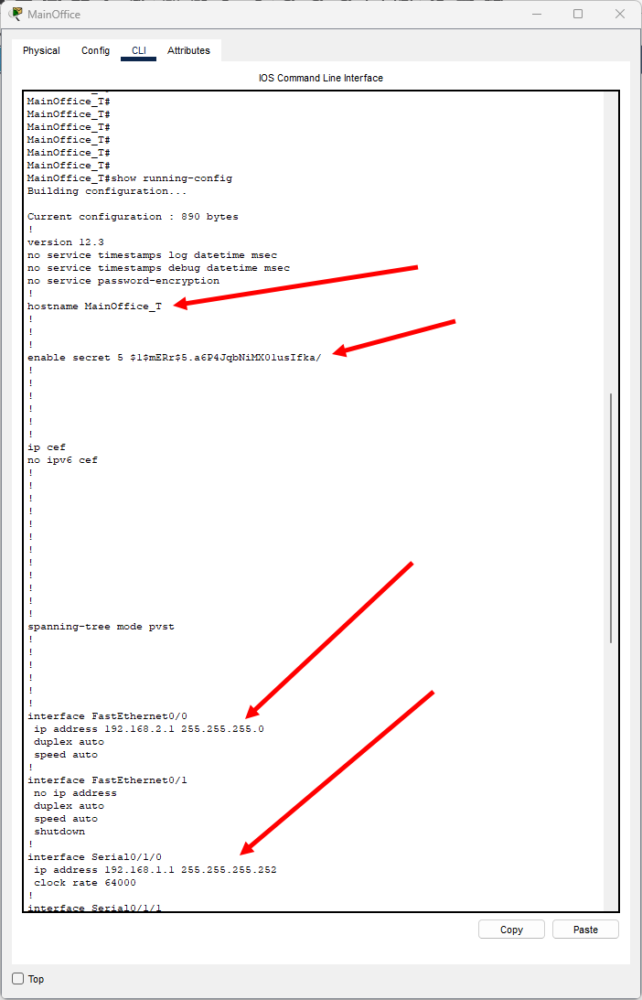 MainOffice
Physical Config CLI Attributes
IOS Command Line Interface
MainOffice_T#
MainOffice_T#
MainOffice_T#
MainOffice_T#
MainOffice_T#
MainOffice_T#
MainOffice_T#show running-config
Building configuration...
Current configuration : 890 bytes
!
version 12.3
no service timestamps log datetime msec
no service timestamps debug datetime msec
no service password-encryption
!
hostname MainOffice_T
!
!
!
enable secret 5 $1$mERr$5.a6P4JqbNiMX01usIfka/
!
!
!
!
!
!
ip cef
no ipv6 cef
!
!
!
!
!
!
!
!
!
!
!
!
spanning-tree mode pvst
!
!
!
!
!
!
interface FastEthernet0/0
ip address 192.168.2.1 255.255.255.0
duplex auto
speed auto
!
interface FastEthernet0/1
no ip address
duplex auto
speed auto
shutdown
!
interface Serial0/1/0
ip address 192.168.1.1 255.255.255.252
clock rate 64000
!
interface Serial0/1/1
Copy Paste
Top